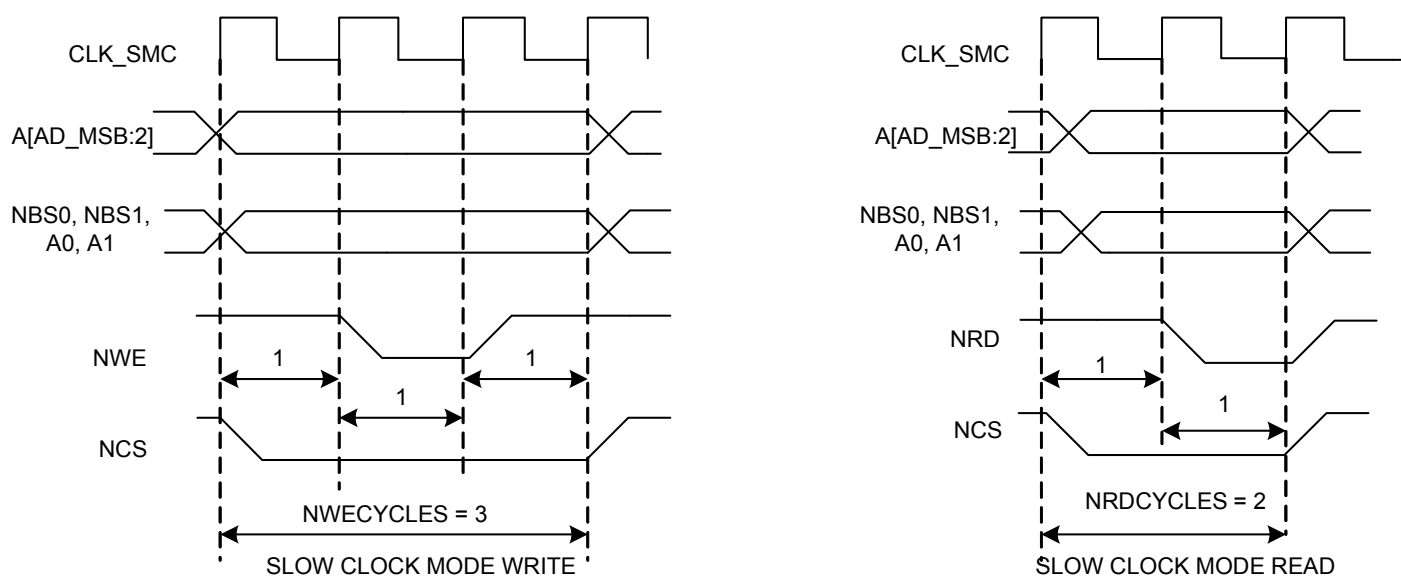 CLK_SMC
A[AD_MSB:2]
NBS0, NBS1,
A0, A1
NWE
1
1
1
NCS
NWECYCLES = 3
SLOW CLOCK MODE WRITE
CLK_SMC
A[AD_MSB:2]
NBS0, NBS1,
A0, A1
NRD
1
1
NCS
NRDCYCLES = 2
SLOW CLOCK MODE READ